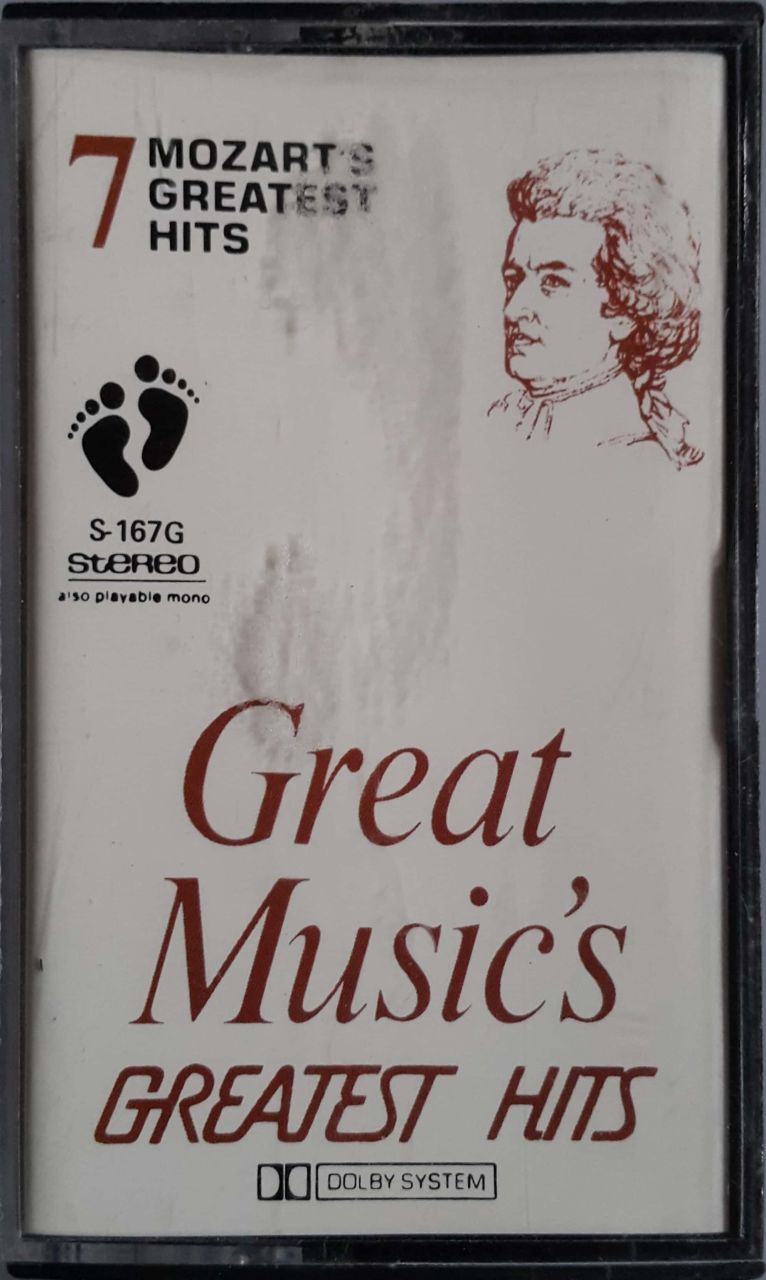 7 MOZART'S
GREATEST
HITS
S-167G
stereo
also playable mono
Great
Music's
GREATEST HITS
DOLBY SYSTEM